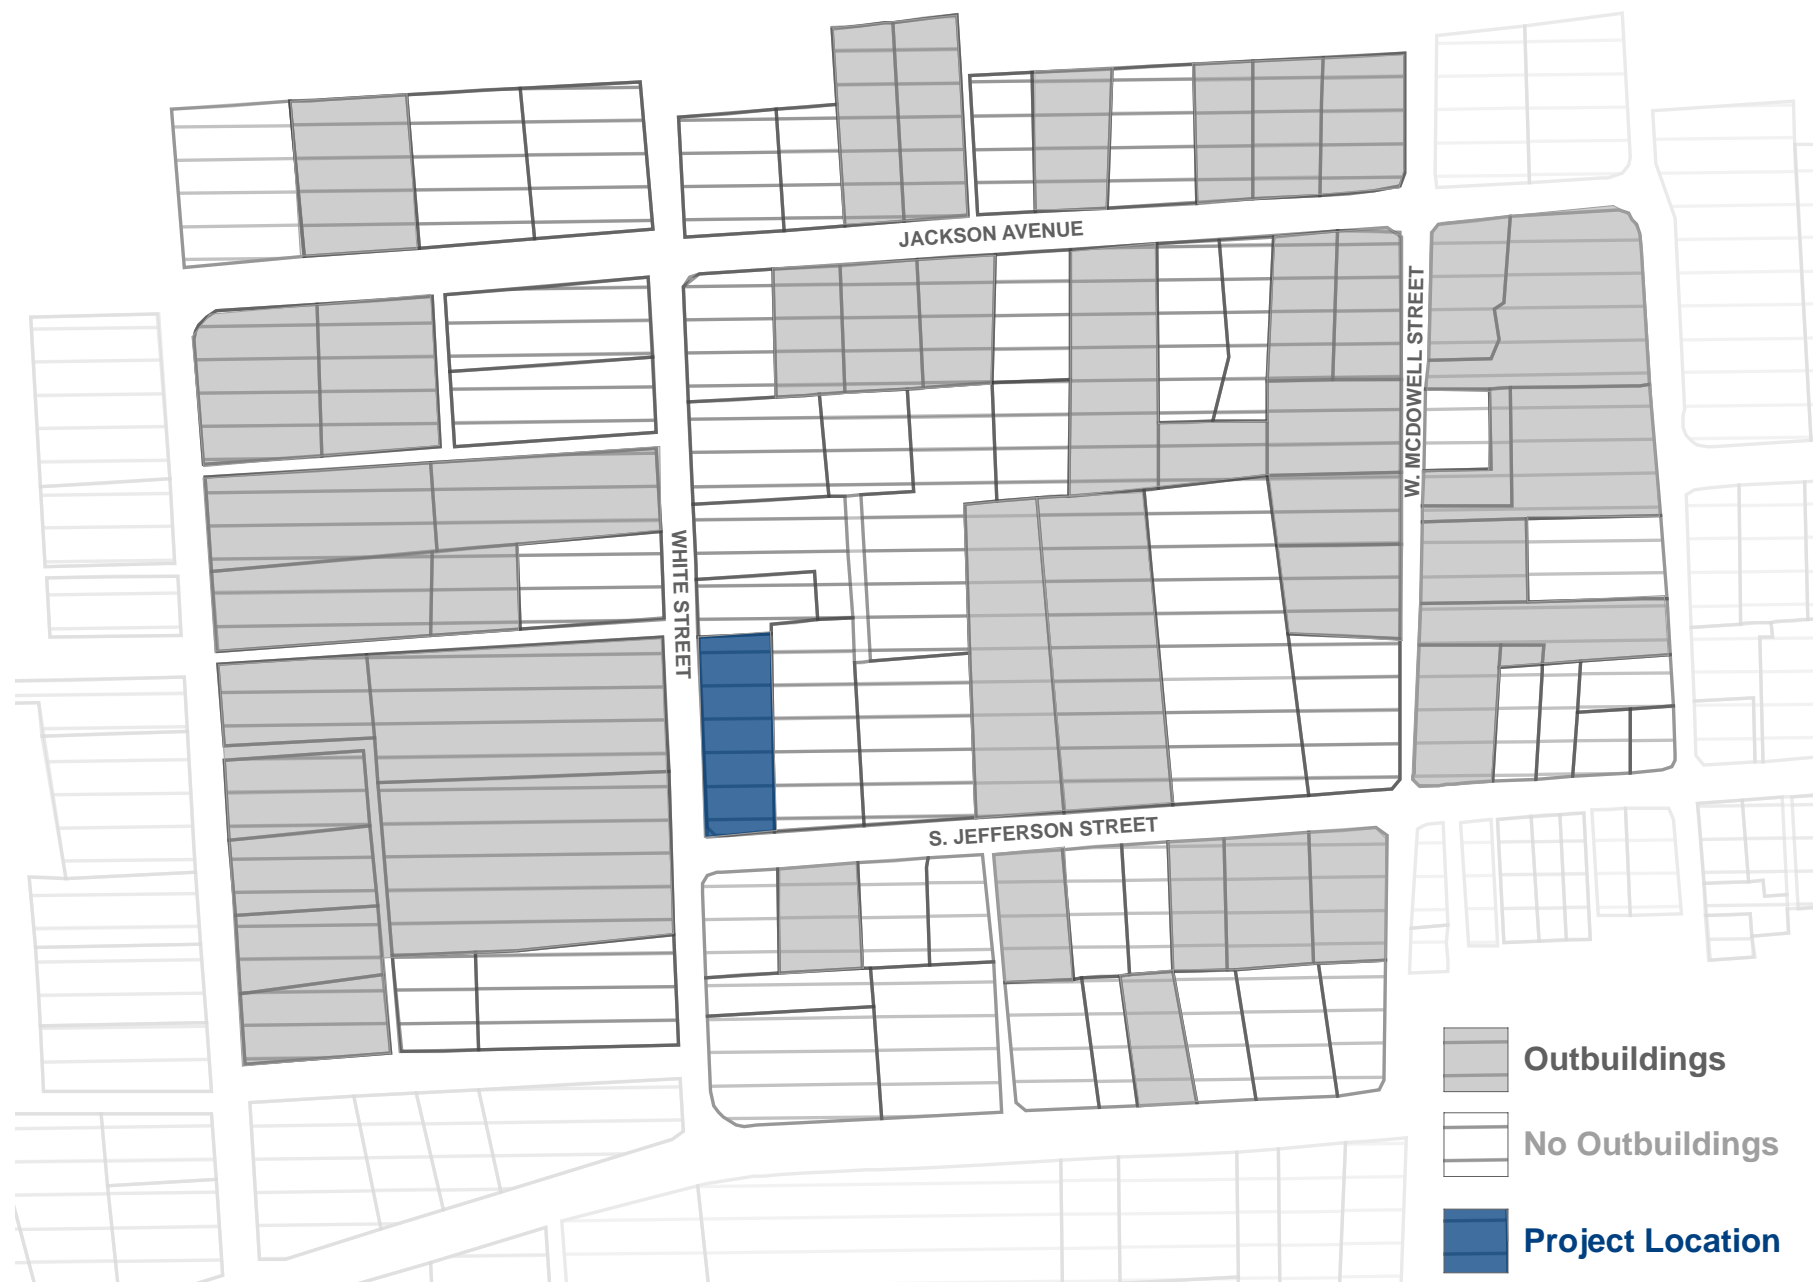 JACKSON AVENUE
W. MCDOWELL STREET
WHITE STREET
S. JEFFERSON STREET
Outbuildings
No Outbuildings
Project Location